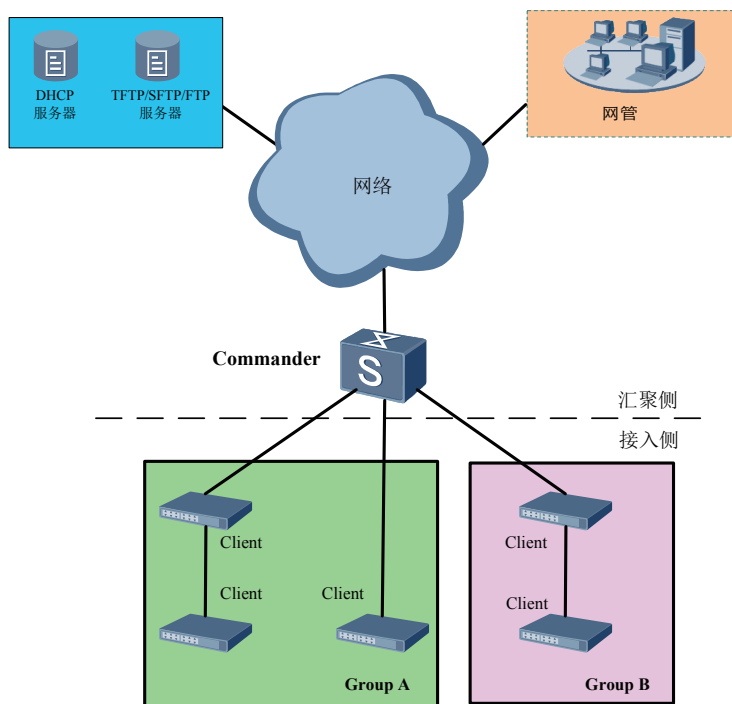 DHCP
服务器
TFTP/SFTP/FTP
服务器
网管
网络
Commander
S
汇聚侧
接入侧
Client
Client
Client
Client
Client
Group A
Group B